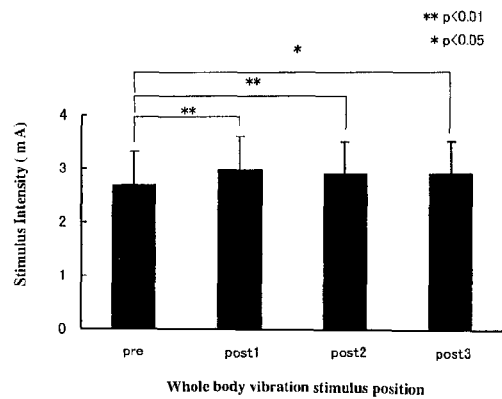 ** p<0.01
* p<0.05
*
**
**
4
3
2
1
0
Stimulus Intensity ( mA)
pre post1 post2 post3
Whole body vibration stimulus position